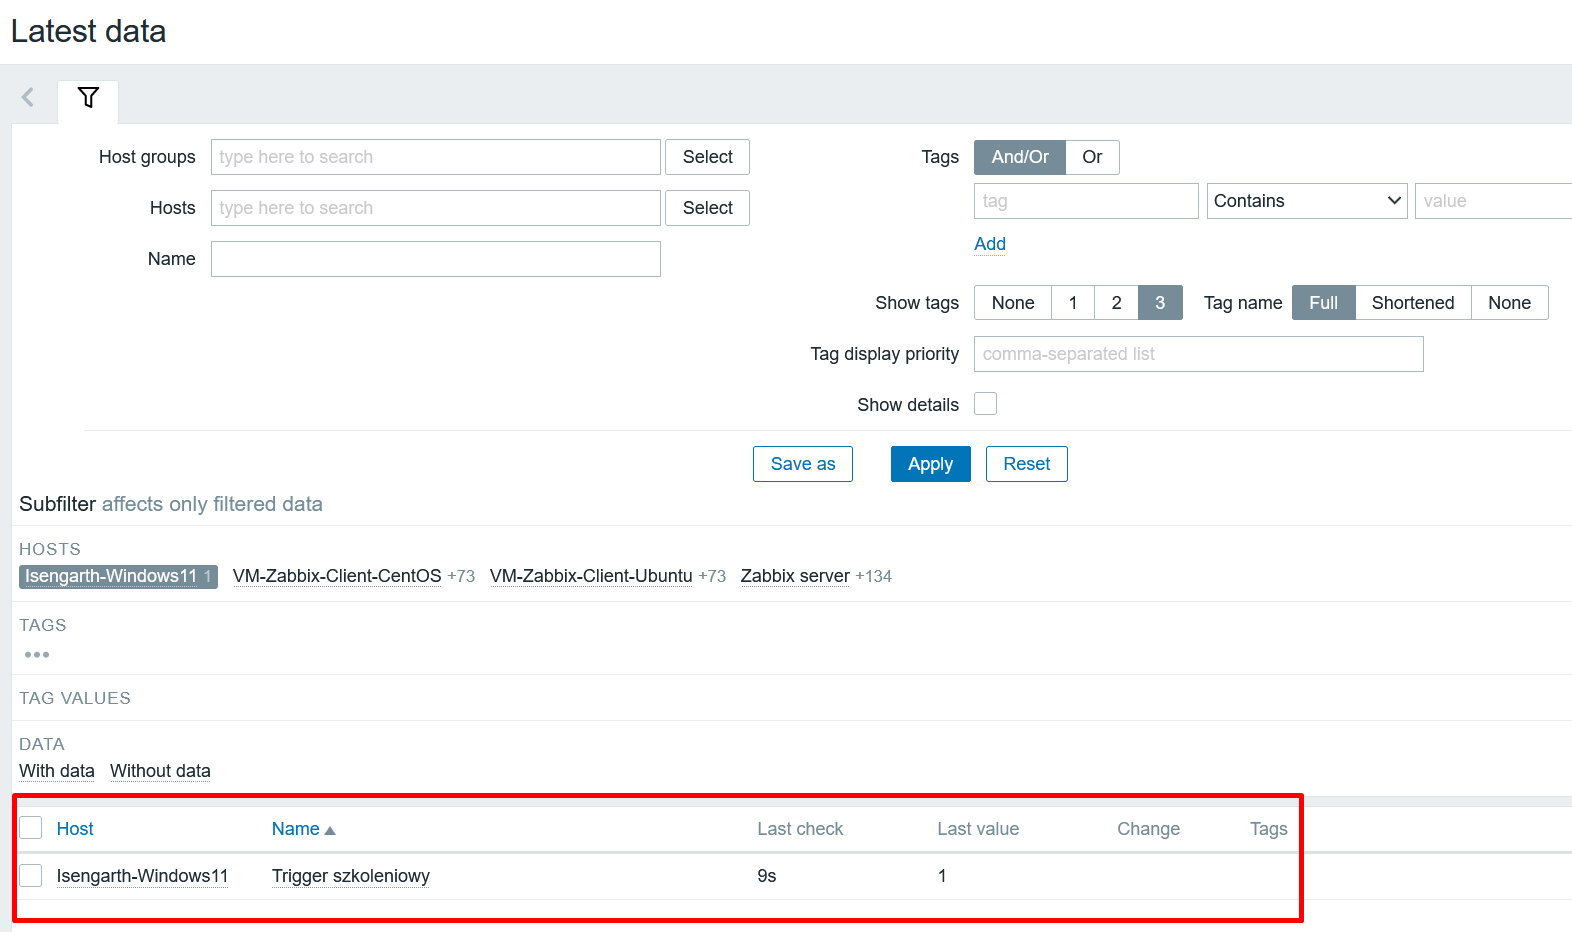 Latest data
Host groups type here to search Select Tags And/Or Or
Hosts type here to search Select tag Contains value
Name Add
Show tags None 1 2 3 Tag name Full Shortened None
Tag display priority comma-separated list
Show details
Save as Apply Reset
Subfilter affects only filtered data
HOSTS
Isengarth-Windows11 1 VM-Zabbix-Client-CentOS +73 VM-Zabbix-Client-Ubuntu +73 Zabbix server +134
TAGS
•••
TAG VALUES
DATA
With data Without data
Host Name Last check Last value Change Tags
Isengarth-Windows11 Trigger szkoleniowy 9s 1